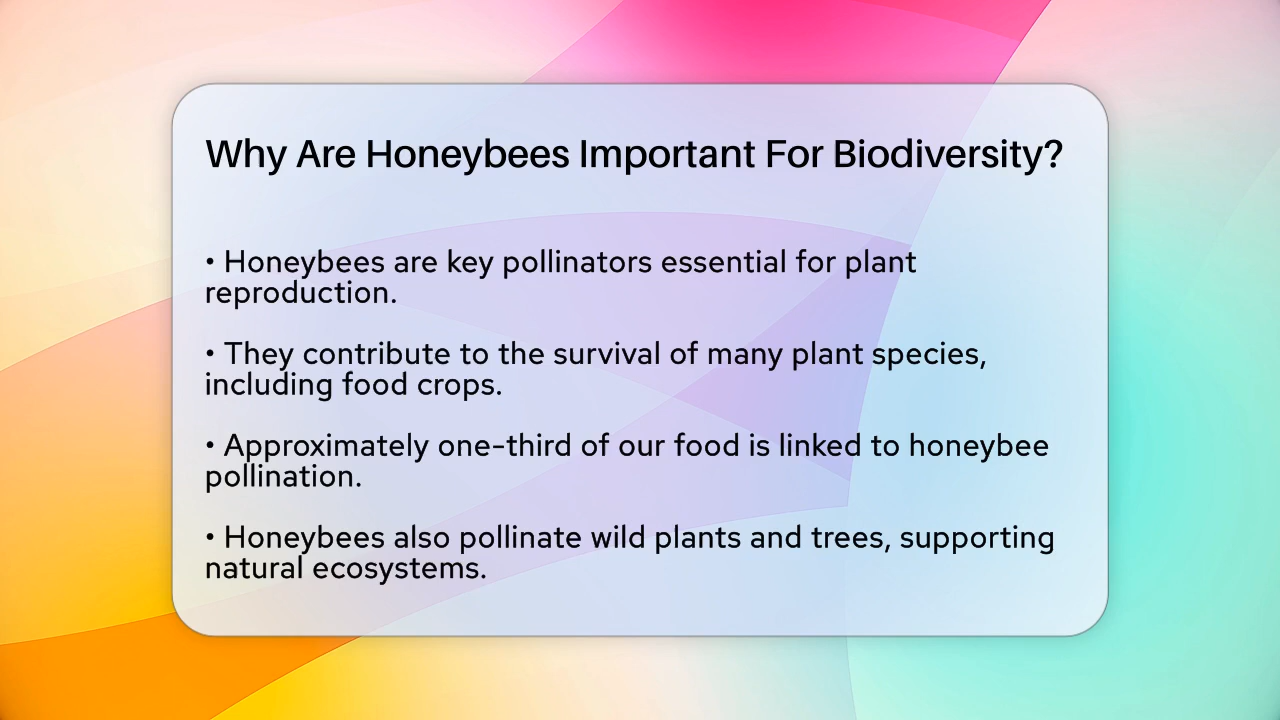 Why Are Honeybees Important For Biodiversity?
• Honeybees are key pollinators essential for plant
reproduction.
• They contribute to the survival of many plant species,
including food crops.
• Approximately one-third of our food is linked to honeybee
pollination.
• Honeybees also pollinate wild plants and trees, supporting
natural ecosystems.